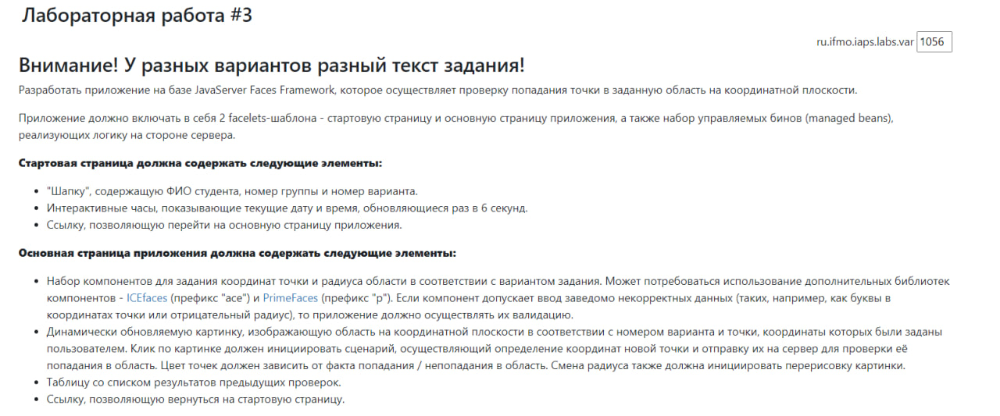 Лабораторная работа #3
ru.ifmo.iaps.labs.var 1056
Внимание! У разных вариантов разный текст задания!
Разработать приложение на базе JavaServer Faces Framework, которое осуществляет проверку попадания точки в заданную область на координатной плоскости.
Приложение должно включать в себя 2 facelets-шаблона - стартовую страницу и основную страницу приложения, а также набор управляемых бинов (managed beans),
реализующих логику на стороне сервера.
Стартовая страница должна содержать следующие элементы:
• "Шапку", содержащую ФИО студента, номер группы и номер варианта.
• Интерактивные часы, показывающие текущие дату и время, обновляющиеся раз в 6 секунд.
• Ссылку, позволяющую перейти на основную страницу приложения.
Основная страница приложения должна содержать следующие элементы:
• Набор компонентов для задания координат точки и радиуса области в соответствии с вариантом задания. Может потребоваться использование дополнительных библиотек
компонентов - ICEfaces (префикс "ace") и PrimeFaces (префикс "p"). Если компонент допускает ввод заведомо некорректных данных (таких, например, как буквы в
координатах точки или отрицательный радиус), то приложение должно осуществлять их валидацию.
• Динамически обновляемую картинку, изображающую область на координатной плоскости в соответствии с номером варианта и точки, координаты которых были заданы
пользователем. Клик по картинке должен инициировать сценарий, осуществляющий определение координат новой точки и отправку их на сервер для проверки её
попадания в область. Цвет точек должен зависить от факта попадания / непопадания в область. Смена радиуса также должна инициировать перерисовку картинки.
• Таблицу со списком результатов предыдущих проверок.
• Ссылку, позволяющую вернуться на стартовую страницу.